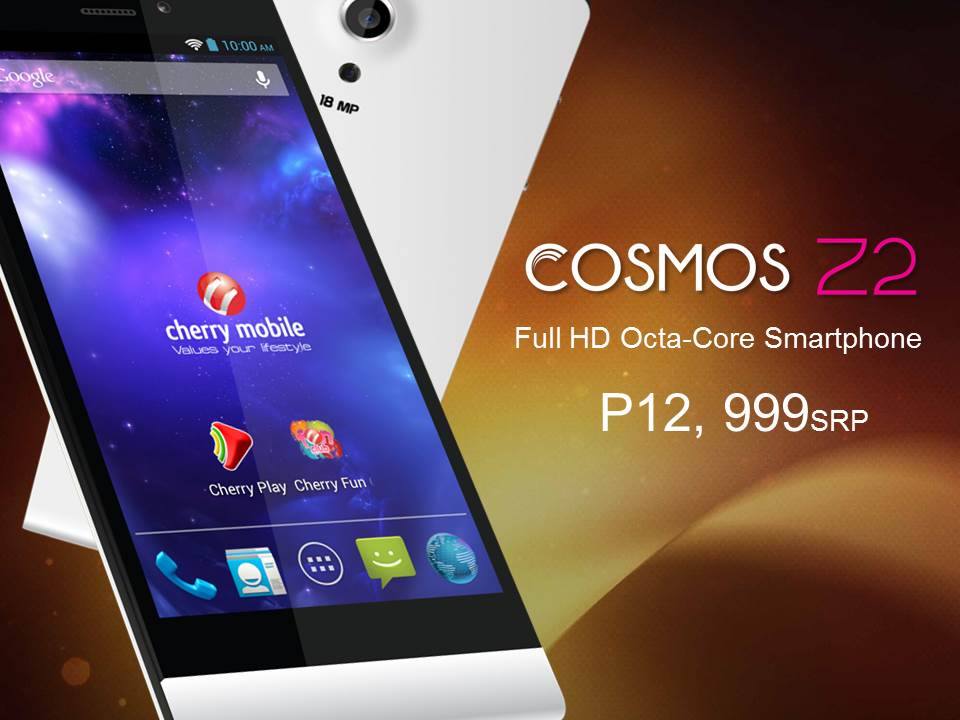 10:00 AM
Google
18 MP
cherry mobile
Values your lifestyle
Cherry Play
Cherry Fun
club
COSMOS Z2
Full HD Octa-Core Smartphone
P12, 999SRP